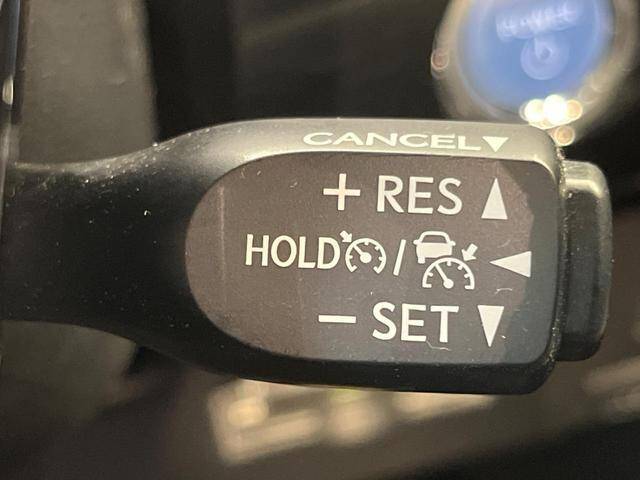 CANCEL▼
+ RES ▲
HOLD / ◀
− SET ▼